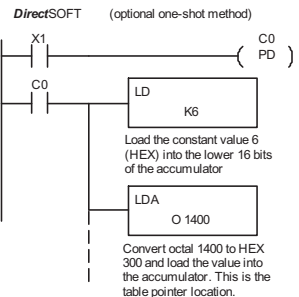 DirectSOFT (optional one-shot method)
X1
C0
PD
C0
LD
K6
Load the constant value 6
(HEX) into the lower 16 bits
of the accumulator
LDA
O 1400
Convert octal 1400 to HEX
300 and load the value into
the accumulator. This is the
table pointer location.